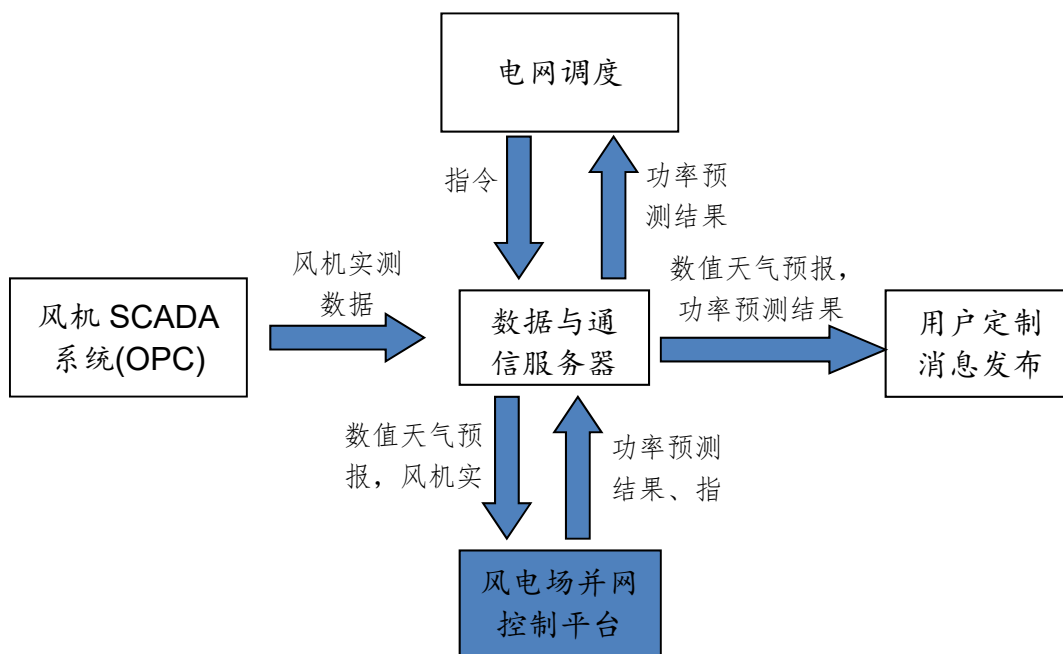 电网调度
指令
功率预
测结果
风机实测
数据
数值天气预报，
功率预测结果
风机 SCADA
系统(OPC)
数据与通
信服务器
用户定制
消息发布
数值天气预
报，风机实
功率预测
结果、指
风电场并网
控制平台